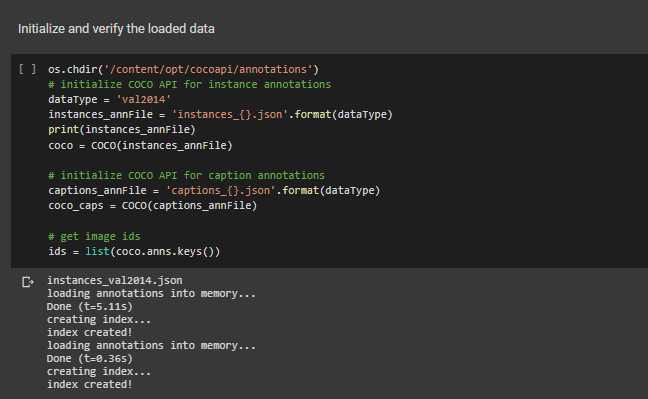 Initialize and verify the loaded data
[ ] os.chdir('/content/opt/cocoapi/annotations')
# initialize COCO API for instance annotations
dataType = 'val2014'
instances_annFile = 'instances_{}.json'.format(dataType)
print(instances_annFile)
coco = COCO(instances_annFile)
# initialize COCO API for caption annotations
captions_annFile = 'captions_{}.json'.format(dataType)
coco_caps = COCO(captions_annFile)
# get image ids
ids = list(coco.anns.keys())
instances_val2014.json
loading annotations into memory...
Done (t=5.11s)
creating index...
index created!
loading annotations into memory...
Done (t=0.36s)
creating index...
index created!